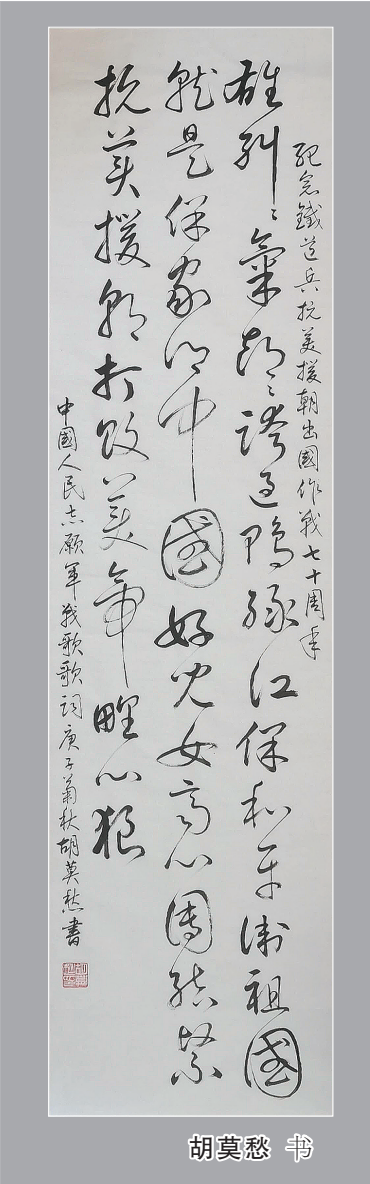 紀念鐵道兵抗美援朝出國作戰七十周年
雄糾〻氣昂〻跨過鴨綠江保和平衛祖國
就是保家鄉中國好兒女齊心團結緊
抗美援朝打敗美帝野心狼
中國人民志願軍戰歌歌詞庚子菊秋胡莫愁書
胡莫愁 书